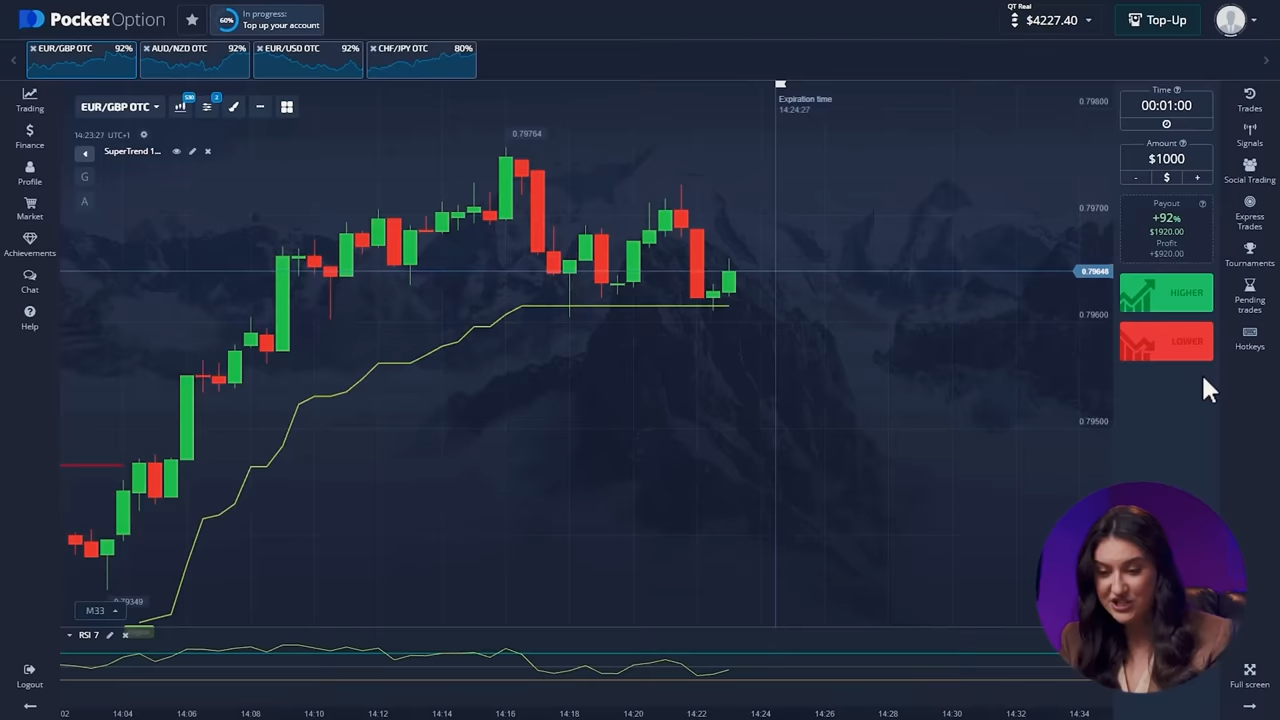 PocketOption
60%
In progress:
Top up your account
QT Real
$4227.40
Top-Up
EUR/GBP OTC 92%
AUD/NZD OTC 92%
EUR/USD OTC 92%
CHF/JPY OTC 80%
Trading
Finance
Profile
Market
Achievements
Chat
Help
Logout
EUR/GBP OTC
14:23:27 UTC+1
SuperTrend 1...
G
A
0.79764
0.79349
M33
RSI 7
Expiration time
14:24:27
0.79800
0.79700
0.79648
0.79600
0.79500
02 14:04 14:06 14:08 14:10 14:12 14:14 14:16 14:18 14:20 14:22 14:24 14:26 14:28 14:30 14:32 14:34
Time
00:01:00
Amount
$1000
- $ +
Payout
+92%
$1920.00
Profit
+$920.00
HIGHER
LOWER
Trades
Signals
Social Trading
Express
Trades
Tournaments
Pending
trades
Hotkeys
Full screen